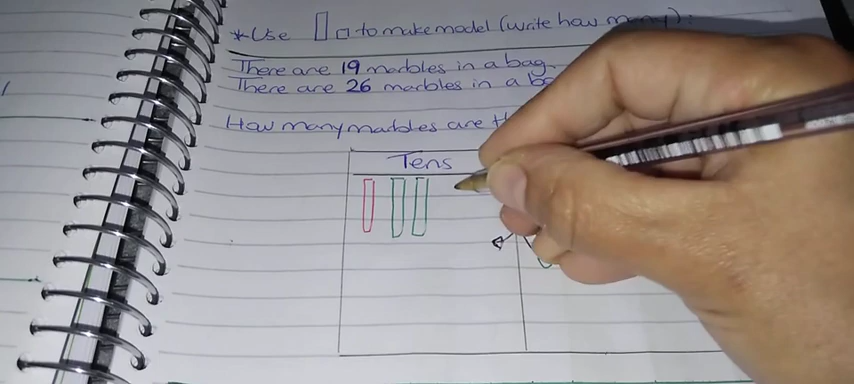 *Use to make model (write how many):
There are 19 marbles in a bag.
There are 26 marbles in a
How many marbles are
Tens